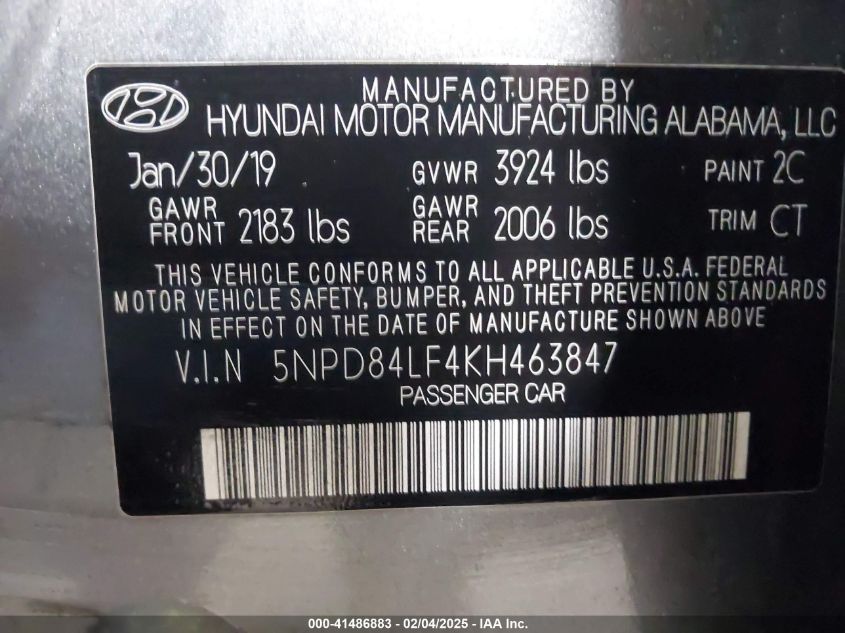 MANUFACTURED BY
HYUNDAI MOTOR MANUFACTURING ALABAMA, LLC
Jan/30/19 GVWR 3924 lbs PAINT 2C
GAWR FRONT 2183 lbs GAWR REAR 2006 lbs TRIM CT
THIS VEHICLE CONFORMS TO ALL APPLICABLE U.S.A. FEDERAL
MOTOR VEHICLE SAFETY, BUMPER, AND THEFT PREVENTION STANDARDS
IN EFFECT ON THE DATE OF MANUFACTURE SHOWN ABOVE
V.I.N 5NPD84LF4KH463847
PASSENGER CAR
000-41486883 - 02/04/2025 - IAA Inc.